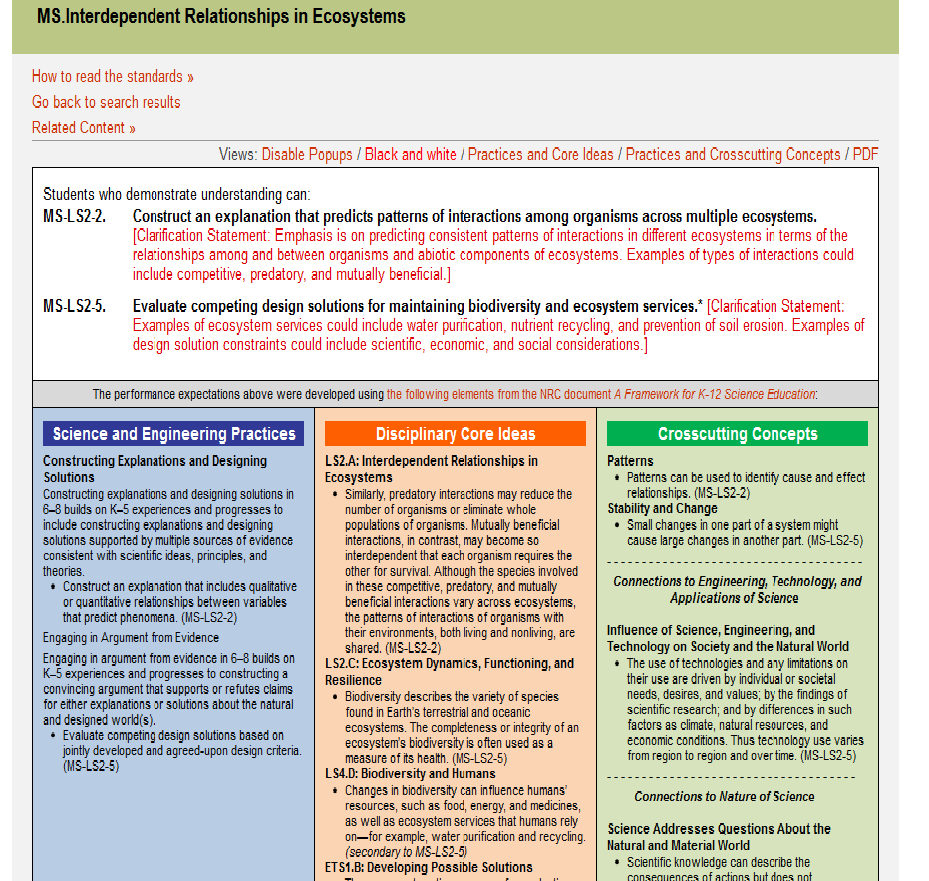 MS.Interdependent Relationships in Ecosystems
How to read the standards »
Go back to search results
Related Content »
Views: Disable Popups / Black and white / Practices and Core Ideas / Practices and Crosscutting Concepts / PDF
Students who demonstrate understanding can:
MS-LS2-2. Construct an explanation that predicts patterns of interactions among organisms across multiple ecosystems.
[Clarification Statement: Emphasis is on predicting consistent patterns of interactions in different ecosystems in terms of the
relationships among and between organisms and abiotic components of ecosystems. Examples of types of interactions could
include competitive, predatory, and mutually beneficial.]
MS-LS2-5. Evaluate competing design solutions for maintaining biodiversity and ecosystem services.* [Clarification Statement:
Examples of ecosystem services could include water purification, nutrient recycling, and prevention of soil erosion. Examples of
design solution constraints could include scientific, economic, and social considerations.]
The performance expectations above were developed using the following elements from the NRC document A Framework for K-12 Science Education:
Science and Engineering Practices
Constructing Explanations and Designing
Solutions
Constructing explanations and designing solutions in
6–8 builds on K–5 experiences and progresses to
include constructing explanations and designing
solutions supported by multiple sources of evidence
consistent with scientific ideas, principles, and
theories.
• Construct an explanation that includes qualitative
or quantitative relationships between variables
that predict phenomena. (MS-LS2-2)
Engaging in Argument from Evidence
Engaging in argument from evidence in 6–8 builds on
K–5 experiences and progresses to constructing a
convincing argument that supports or refutes claims
for either explanations or solutions about the natural
and designed world(s).
• Evaluate competing design solutions based on
jointly developed and agreed-upon design criteria.
(MS-LS2-5)
Disciplinary Core Ideas
LS2.A: Interdependent Relationships in
Ecosystems
• Similarly, predatory interactions may reduce the
number of organisms or eliminate whole
populations of organisms. Mutually beneficial
interactions, in contrast, may become so
interdependent that each organism requires the
other for survival. Although the species involved
in these competitive, predatory, and mutually
beneficial interactions vary across ecosystems,
the patterns of interactions of organisms with
their environments, both living and nonliving, are
shared. (MS-LS2-2)
LS2.C: Ecosystem Dynamics, Functioning, and
Resilience
• Biodiversity describes the variety of species
found in Earth's terrestrial and oceanic
ecosystems. The completeness or integrity of an
ecosystem's biodiversity is often used as a
measure of its health. (MS-LS2-5)
LS4.D: Biodiversity and Humans
• Changes in biodiversity can influence humans'
resources, such as food, energy, and medicines,
as well as ecosystem services that humans rely
on—for example, water purification and recycling.
(secondary to MS-LS2-5)
ETS1.B: Developing Possible Solutions
Crosscutting Concepts
Patterns
• Patterns can be used to identify cause and effect
relationships. (MS-LS2-2)
Stability and Change
• Small changes in one part of a system might
cause large changes in another part. (MS-LS2-5)
Connections to Engineering, Technology, and
Applications of Science
Influence of Science, Engineering, and
Technology on Society and the Natural World
• The use of technologies and any limitations on
their use are driven by individual or societal
needs, desires, and values; by the findings of
scientific research; and by differences in such
factors as climate, natural resources, and
economic conditions. Thus technology use varies
from region to region and over time. (MS-LS2-5)
Connections to Nature of Science
Science Addresses Questions About the
Natural and Material World
• Scientific knowledge can describe the
consequences of actions but does not